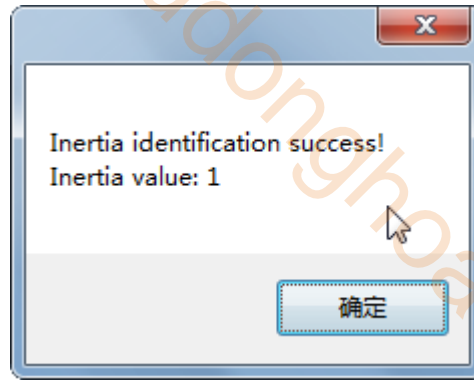 Inertia identification success!
Inertia value: 1
确定